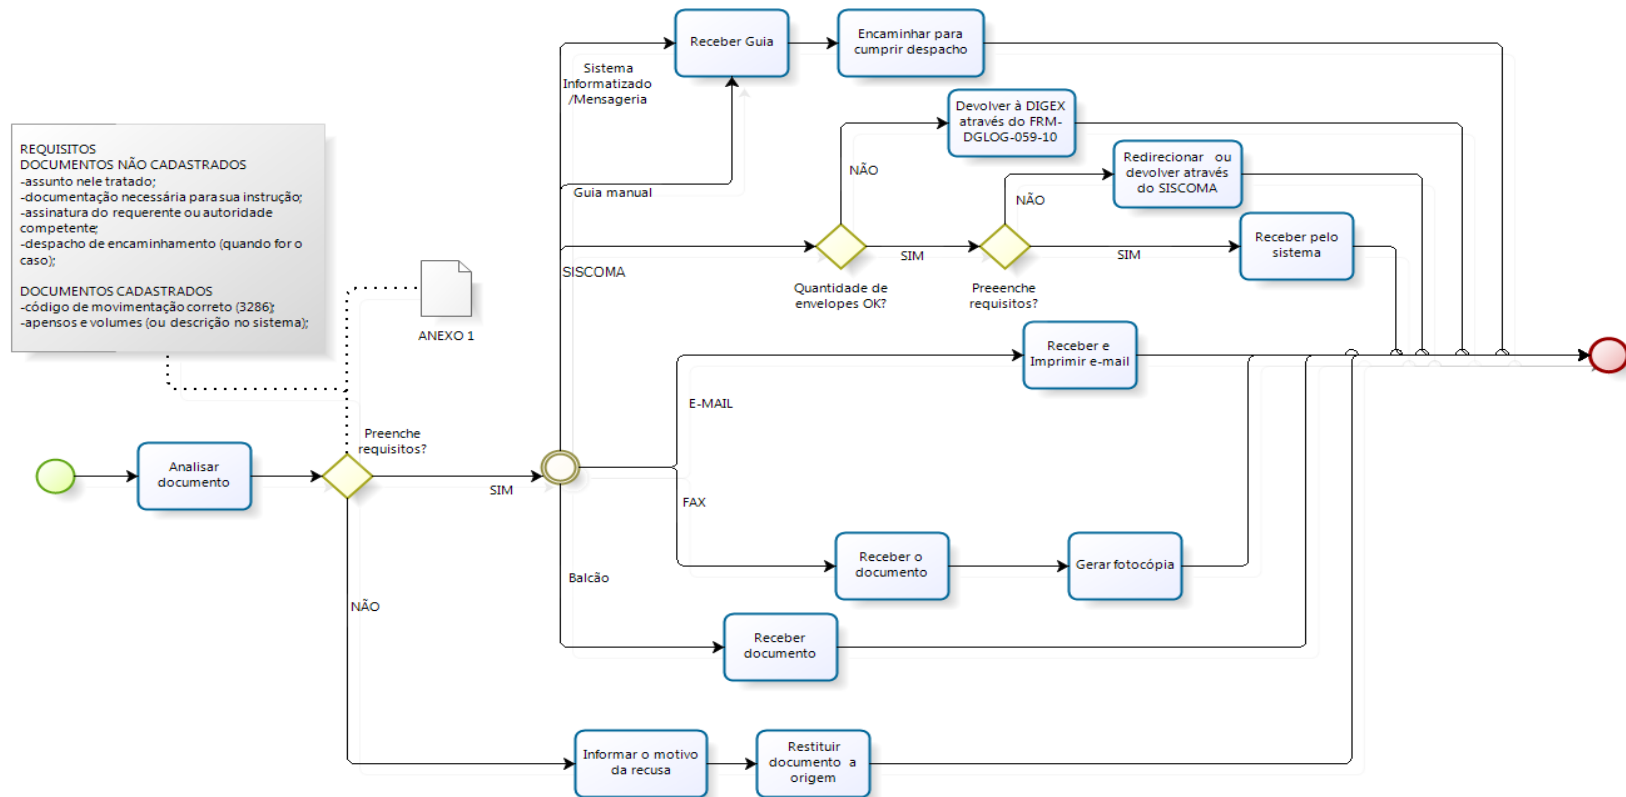 Receber Guia
Encaminhar para
cumprir despacho
Sistema
Informatizado
/Mensageria
Devolver à DIGEX
através do FRM-
DGLOG-059-10
Redirecionar ou
devolver através
do SISCOMA
NÃO
NÃO
Guia manual
REQUISITOS
DOCUMENTOS NÃO CADASTRADOS
-assunto nele tratado;
-documentação necessária para sua instrução;
-assinatura do requerente ou autoridade
competente;
-despacho de encaminhamento (quando for o
caso);
DOCUMENTOS CADASTRADOS
-código de movimentação correto (3286);
-apensos e volumes (ou descrição no sistema);
ANEXO 1
SISCOMA
SIM
SIM
Receber pelo
sistema
Quantidade de
envelopes OK?
Preeenche
requisitos?
Receber e
Imprimir e-mail
E-MAIL
Preenche
requisitos?
Analisar
documento
SIM
FAX
Receber o
documento
Gerar fotocópia
Balcão
NÃO
Receber
documento
Informar o motivo
da recusa
Restituir
documento a
origem